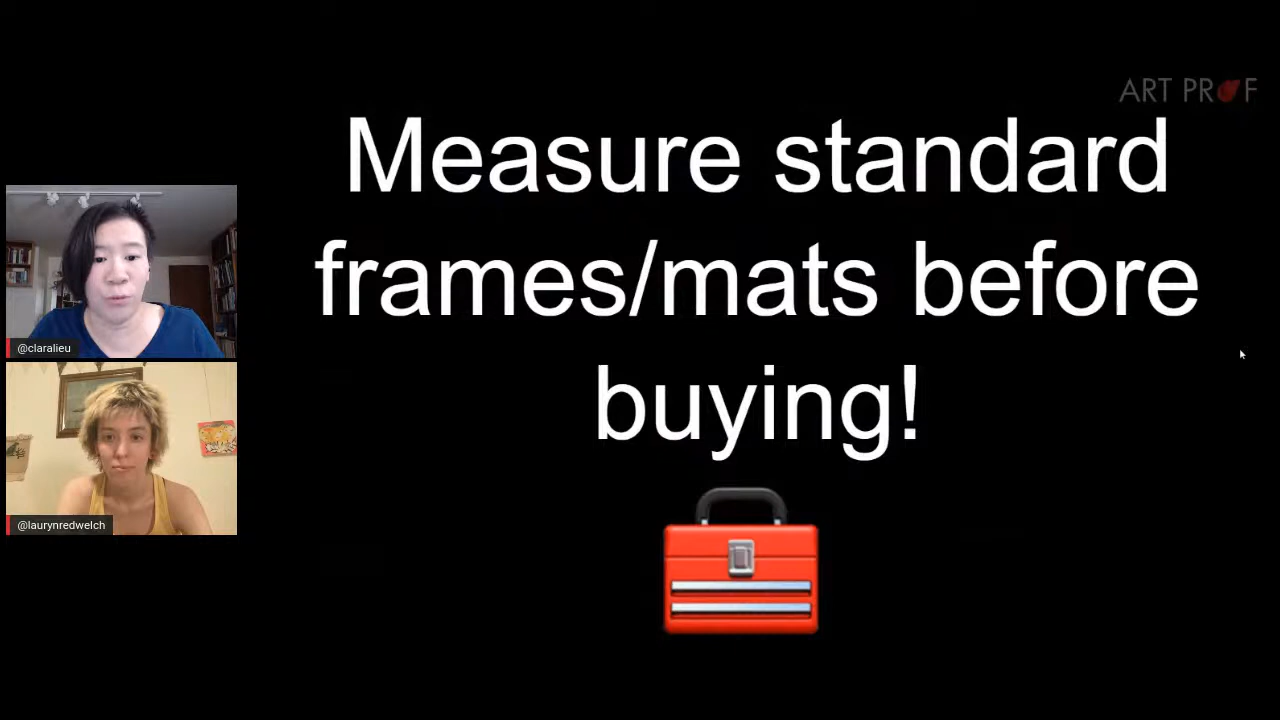 ART PROF
Measure standard
frames/mats before
buying!
@claralieu
@laurynredwelch